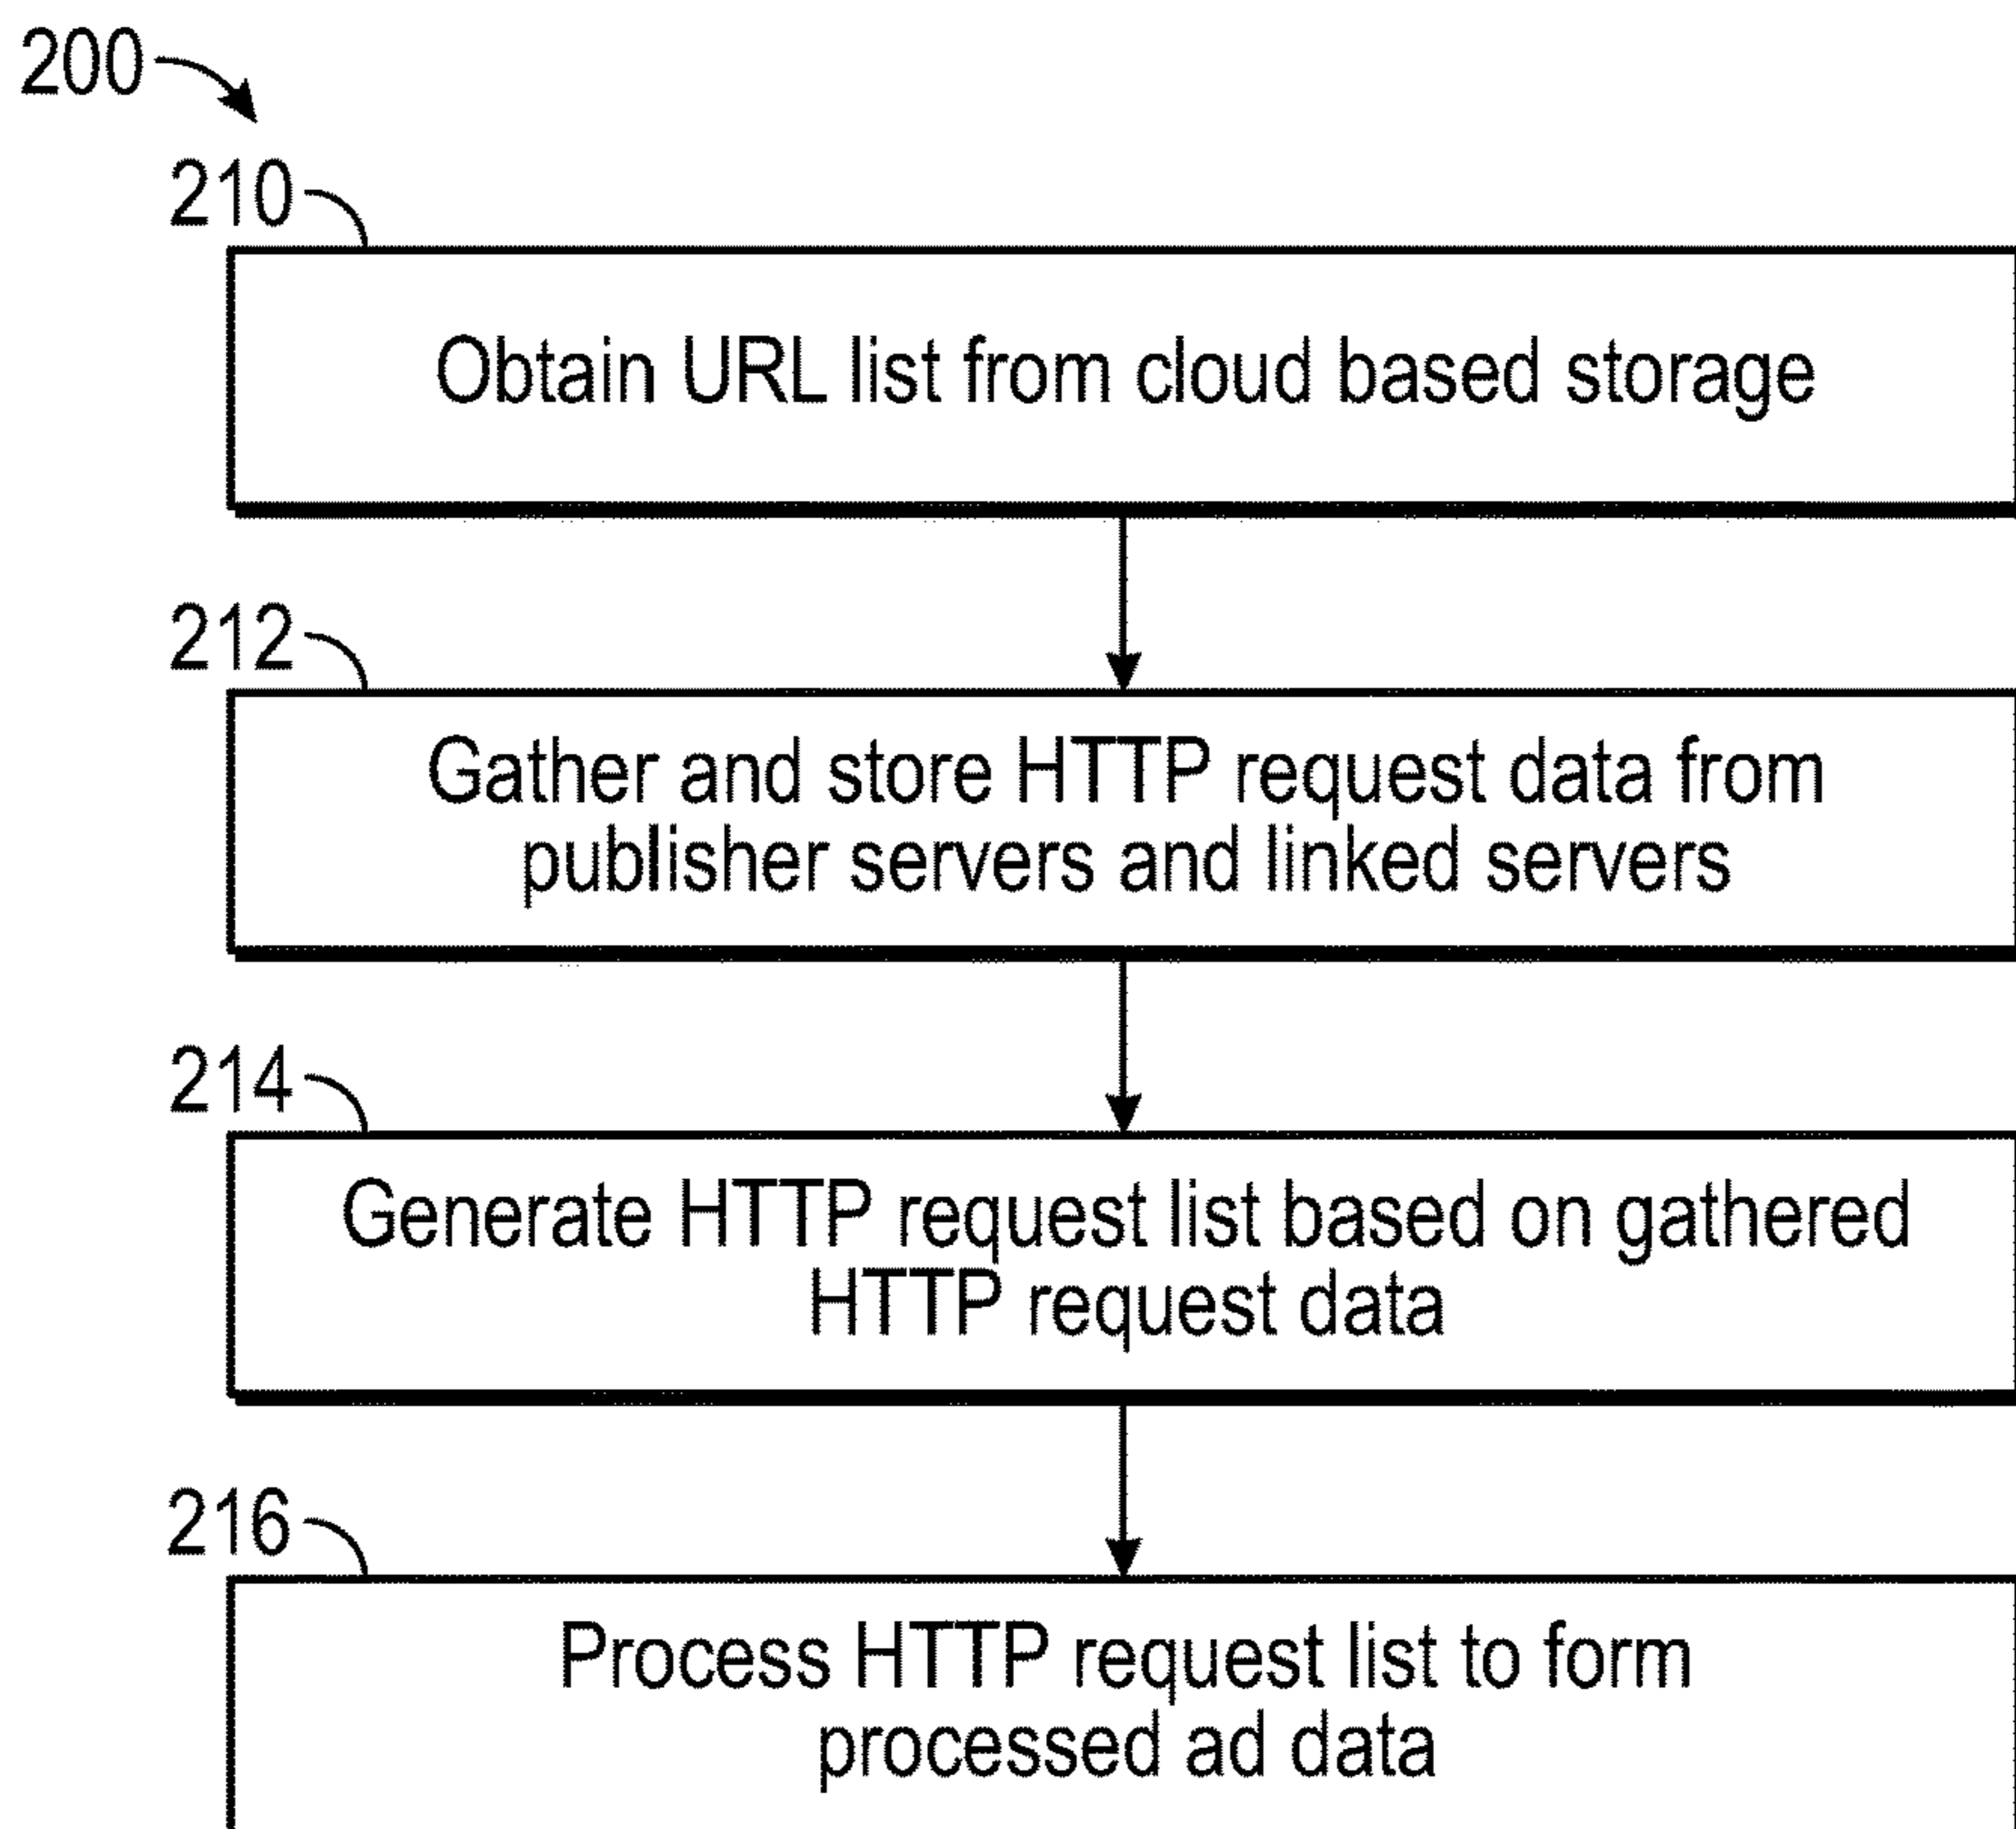 200
210
Obtain URL list from cloud based storage
212
Gather and store HTTP request data from
publisher servers and linked servers
214
Generate HTTP request list based on gathered
HTTP request data
216
Process HTTP request list to form
processed ad data